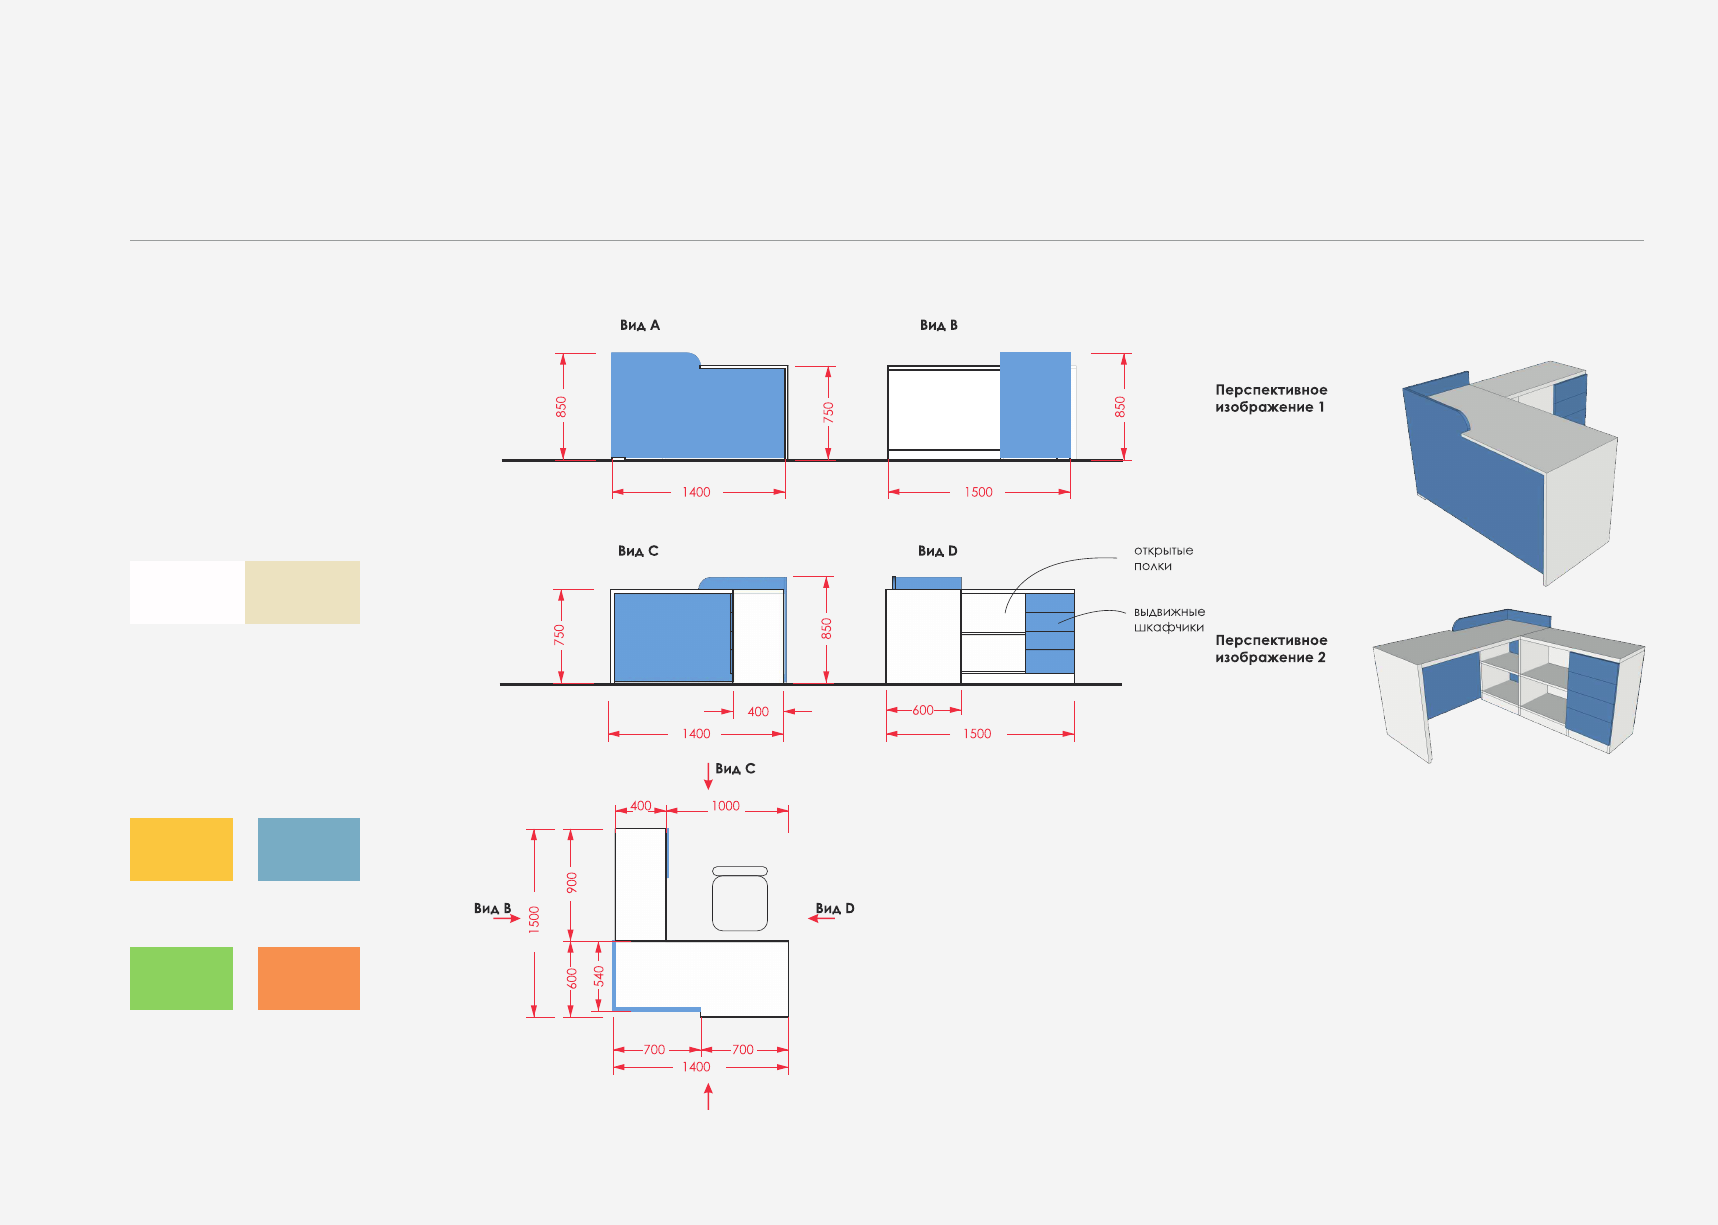 Вид A
Вид B
850
750
850
1400
1500
Перспективное
изображение 1
Вид C
Вид D
открытые
полки
выдвижные
шкафчики
750
850
400
1400
600
1500
Перспективное
изображение 2
Вид C
400
1000
900
1500
Вид B
Вид D
600
540
700
700
1400